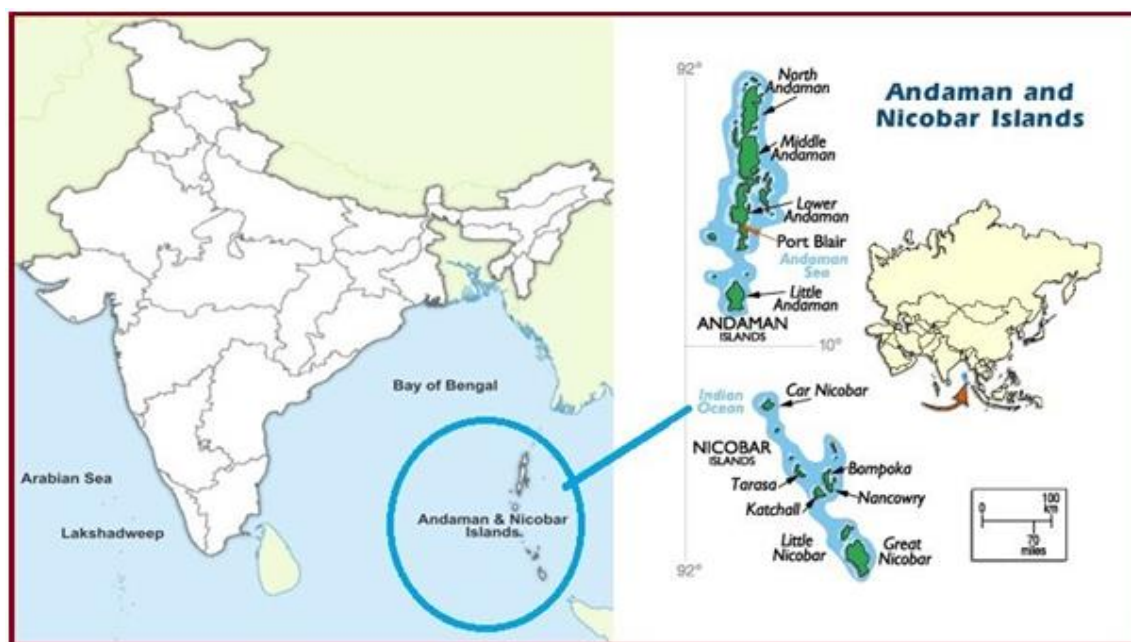 Bay of Bengal
Arabian Sea
Lakshadweep
Andaman & Nicobar
Islands
Andaman and
Nicobar Islands
92°
North
Andaman
Middle
Andaman
Lower
Andaman
Port Blair
Andaman
Sea
Little
Andaman
ANDAMAN
ISLANDS
10°
Indian
Ocean
Car Nicobar
NICOBAR
ISLANDS
Tarasa
Bompoka
Katchall
Nancowry
Little
Nicobar
Great
Nicobar
92°
0
100
km
70
miles